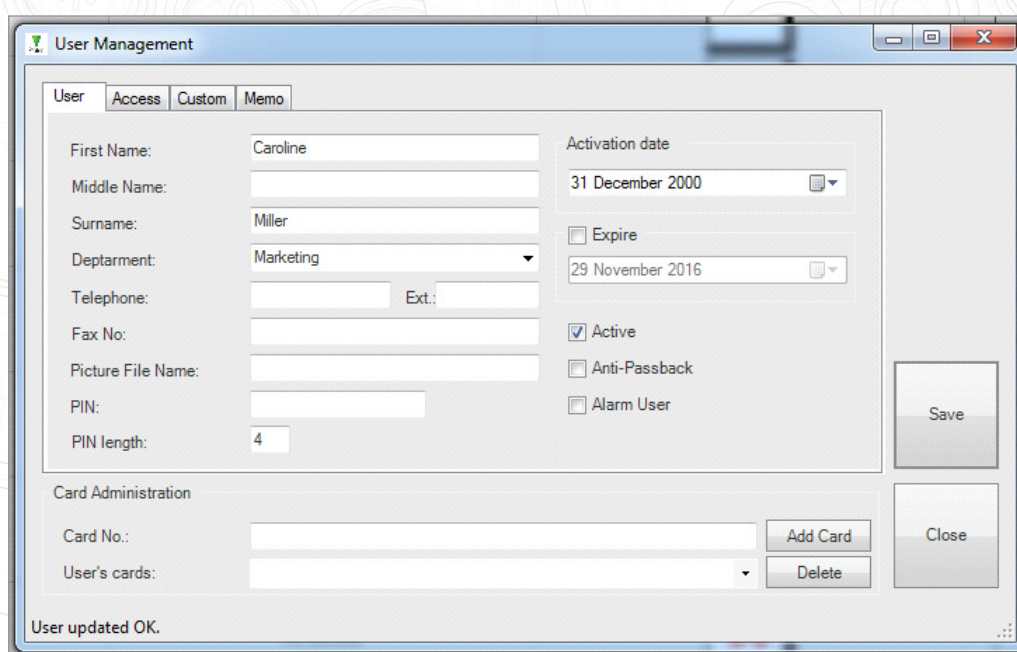 User Management
User Access Custom Memo
First Name: Caroline
Middle Name:
Surname: Miller
Deptarment: Marketing
Telephone: Ext.:
Fax No:
Picture File Name:
PIN:
PIN length: 4
Activation date
31 December 2000
Expire
29 November 2016
Active
Anti-Passback
Alarm User
Save
Card Administration
Card No.: Add Card
User's cards: Delete
Close
User updated OK.